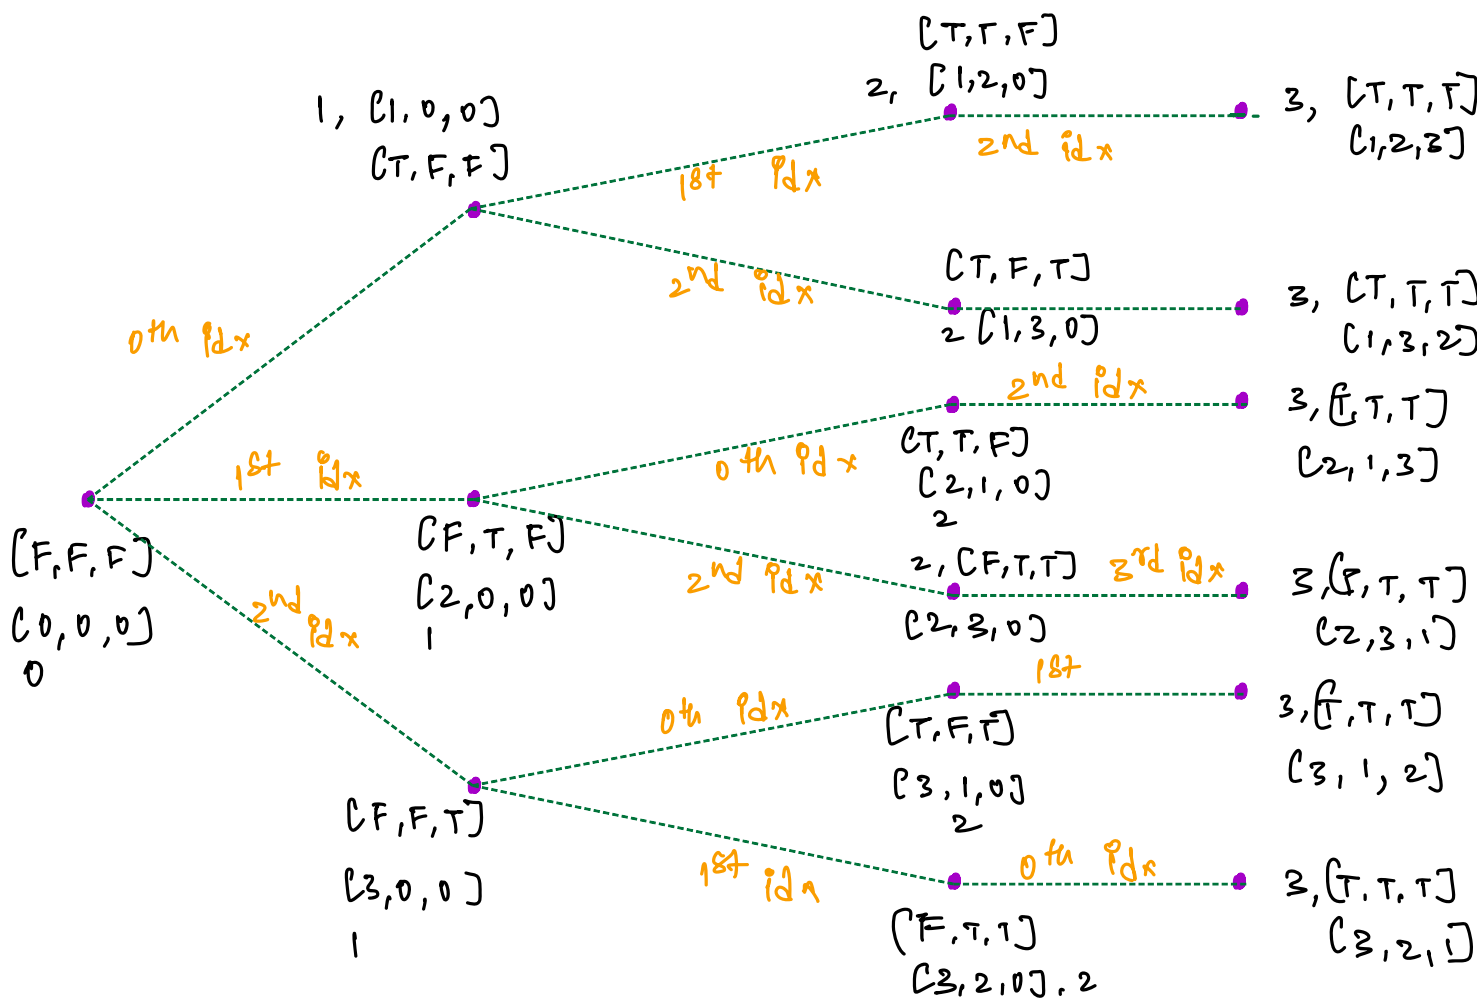 [F, F, F]
[0, 0, 0]
0
0th idx
1st idx
2nd
idx
1, [1, 0, 0]
[T, F, F]
[F, T, F]
[2, 0, 0]
1
[F, F, T]
[3, 0, 0]
1
1st idx
2nd idx
0th idx
2nd idx
0th idx
1st idx
[T, T, F]
2, [1, 2, 0]
2nd idx
[T, F, T]
2 [1, 3, 0]
2nd idx
[T, T, F]
[2, 1, 0]
2
2, [F, T, T]
3rd idx
[2, 3, 0]
1st
[T, F, T]
[3, 1, 0]
2
0th idx
[F, T, T]
[3, 2, 0], 2
3, [T, T, T]
[1, 2, 3]
3, [T, T, T]
[1, 3, 2]
3, [T, T, T]
[2, 1, 3]
3, [T, T, T]
[2, 3, 1]
3, [T, T, T]
[3, 1, 2]
3, [T, T, T]
[3, 2, 1]